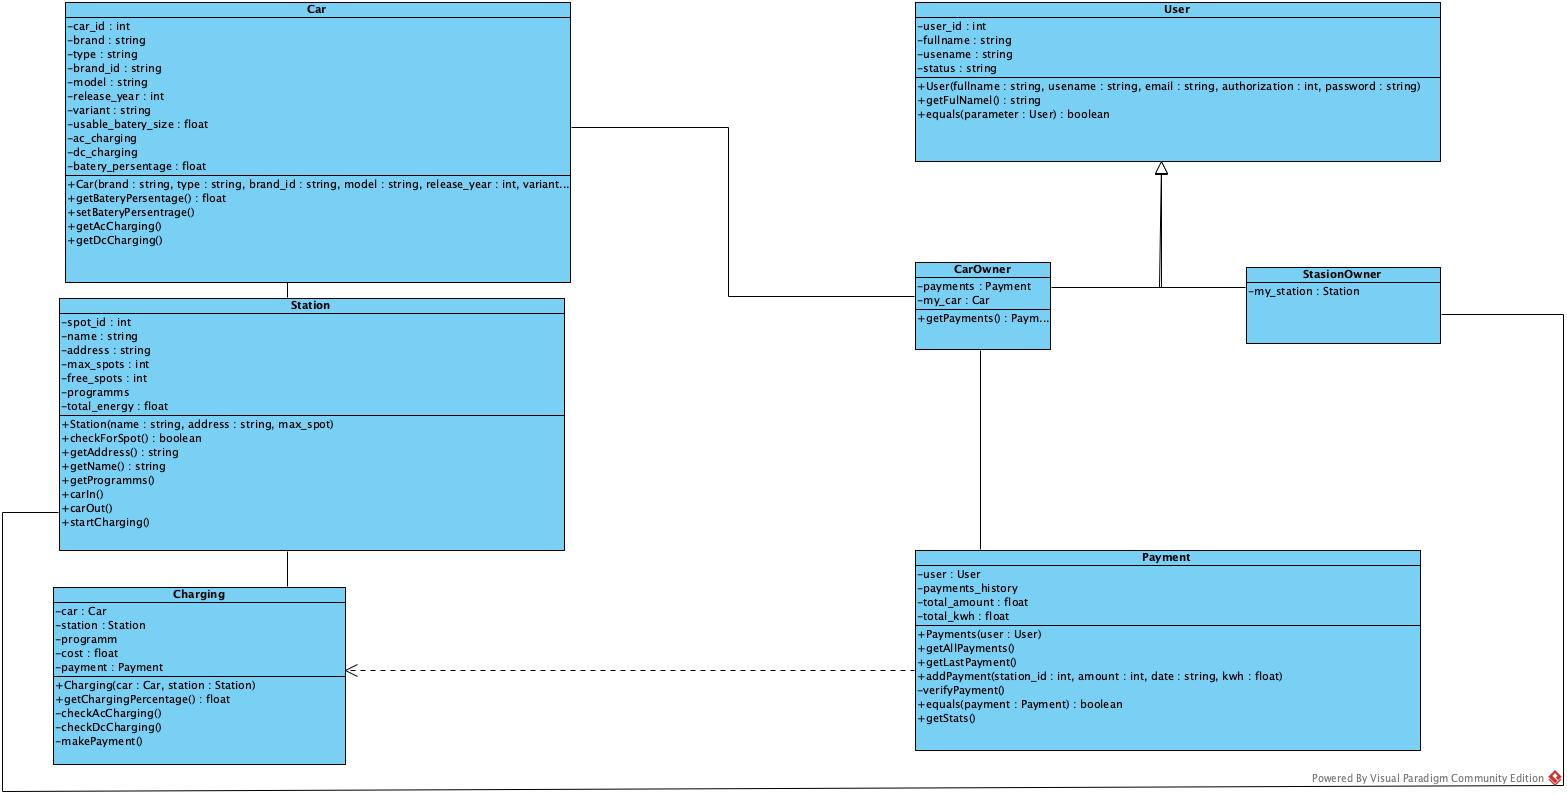 Car
-car_id : int
-brand : string
-type : string
-brand_id : string
-model : string
-release_year : int
-variant : string
-usable_batery_size : float
-ac_charging
-dc_charging
-batery_persentage : float
+Car(brand : string, type : string, brand_id : string, model : string, release_year : int, variant...
+getBateryPersentage() : float
+setBateryPersentrage()
+getAcCharging()
+getDcCharging()
User
-user_id : int
-fullname : string
-usename : string
-status : string
+User(fullname : string, usename : string, email : string, authorization : int, password : string)
+getFulNamel() : string
+equals(parameter : User) : boolean
CarOwner
-payments : Payment
-my_car : Car
+getPayments() : Paym...
StasionOwner
-my_station : Station
Station
-spot_id : int
-name : string
-address : string
-max_spots : int
-free_spots : int
-programms
-total_energy : float
+Station(name : string, address : string, max_spot)
+checkForSpot() : boolean
+getAddress() : string
+getName() : string
+getProgramms()
+carIn()
+carOut()
+startCharging()
Charging
-car : Car
-station : Station
-programm
-cost : float
-payment : Payment
+Charging(car : Car, station : Station)
+getChargingPercentage() : float
-checkAcCharging()
-checkDcCharging()
-makePayment()
Payment
-user : User
-payments_history
-total_amount : float
-total_kwh : float
+Payments(user : User)
+getAllPayments()
+getLastPayment()
+addPayment(station_id : int, amount : int, date : string, kwh : float)
-verifyPayment()
+equals(payment : Payment) : boolean
+getStats()
Powered By Visual Paradigm Community Edition